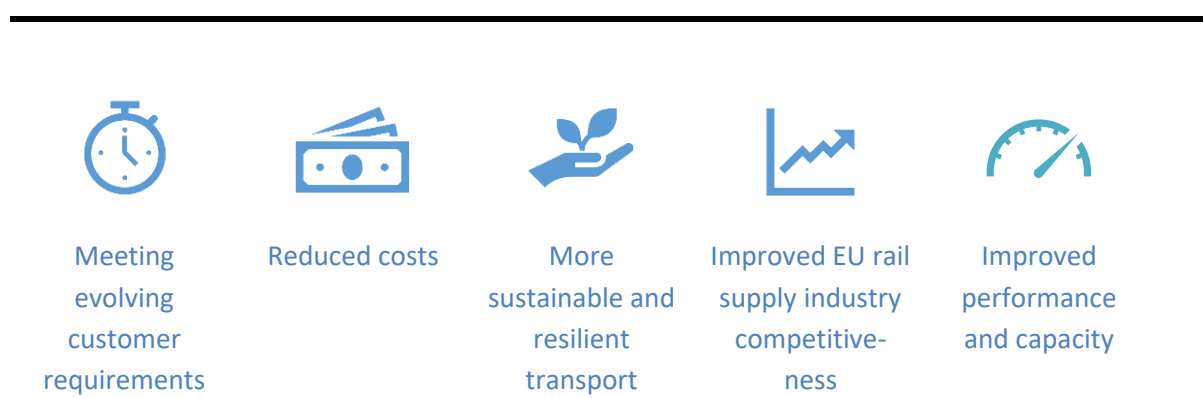 Meeting
evolving
customer
requirements
Reduced costs
More
sustainable and
resilient
transport
Improved EU rail
supply industry
competitive-
ness
Improved
performance
and capacity